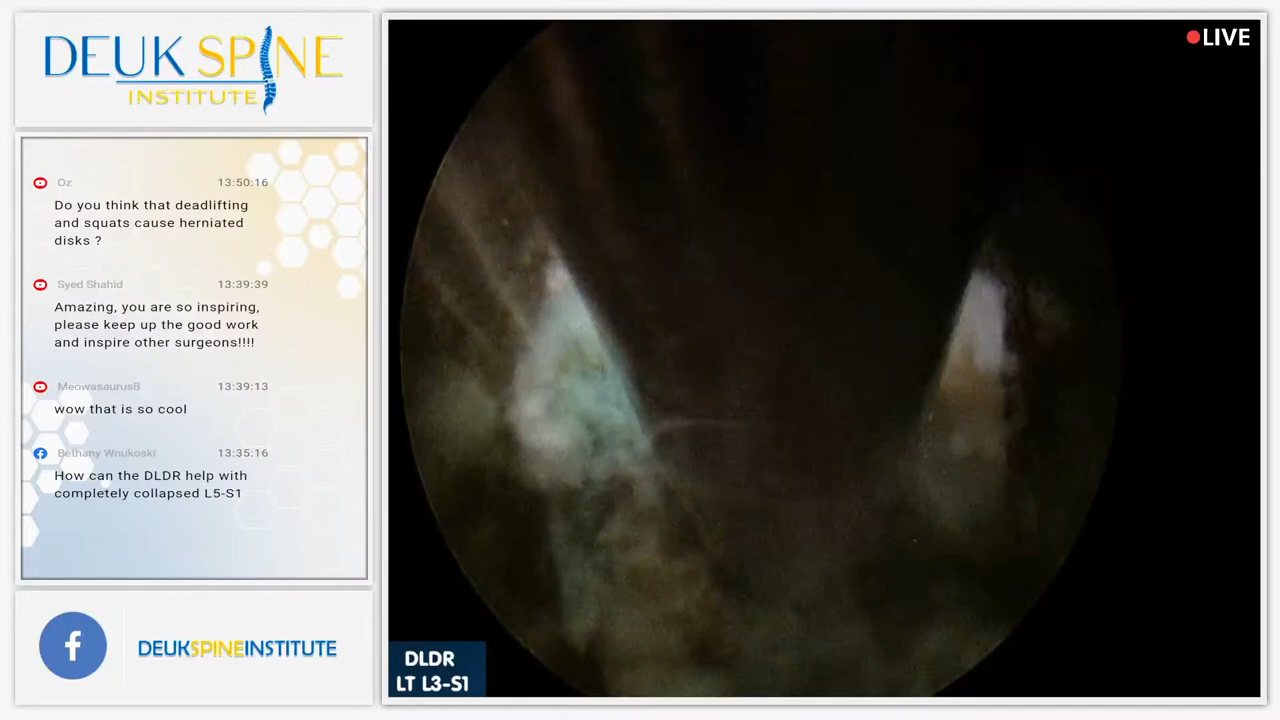 DEUK SPINE
INSTITUTE
Oz 13:50:16
Do you think that deadlifting
and squats cause herniated
disks ?
Syed Shahid 13:39:39
Amazing, you are so inspiring,
please keep up the good work
and inspire other surgeons!!!!
MeowasaurusB 13:39:13
wow that is so cool
Bethany Wnukoski 13:35:16
How can the DLDR help with
completely collapsed L5-S1
f
DEUKSPINEINSTITUTE
LIVE
DLDR
LT L3-S1